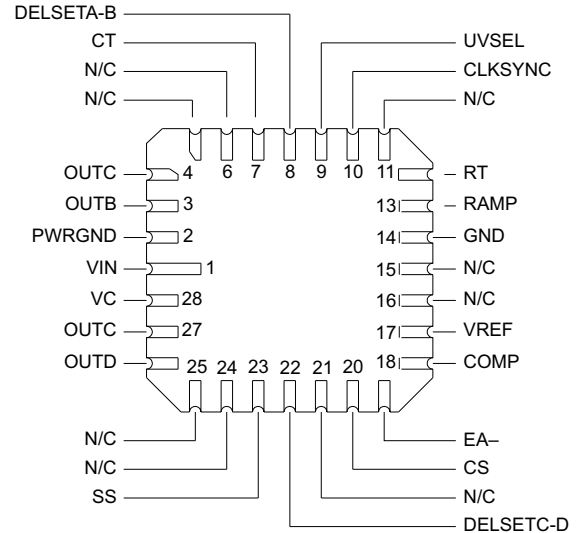 DELSETA-B
CT UVSEL
N/C CLKSYNC
N/C N/C
OUTC 4 6 7 8 9 10 11 RT
OUTB 3 13 RAMP
PWRGND 2 14 GND
VIN 1 15 N/C
VC 28 16 N/C
OUTC 27 17 VREF
OUTD 25 24 23 22 21 20 18 COMP
N/C EA–
N/C CS
SS N/C
DELSETC-D